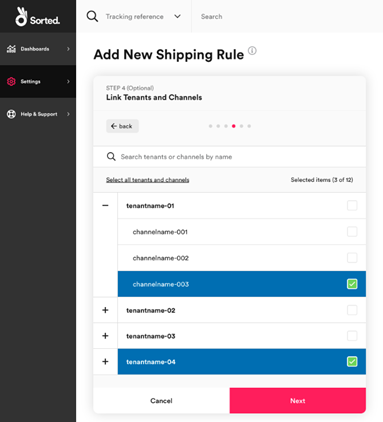 Sorted.
Tracking reference
Search
Dashboards
Settings
Help & Support
Add New Shipping Rule
STEP 4 (Optional)
Link Tenants and Channels
back
Search tenants or channels by name
Select all tenants and channels
Selected items (3 of 12)
tenantname-01
channelname-001
channelname-002
channelname-003
tenantname-02
tenantname-03
tenantname-04
Cancel
Next